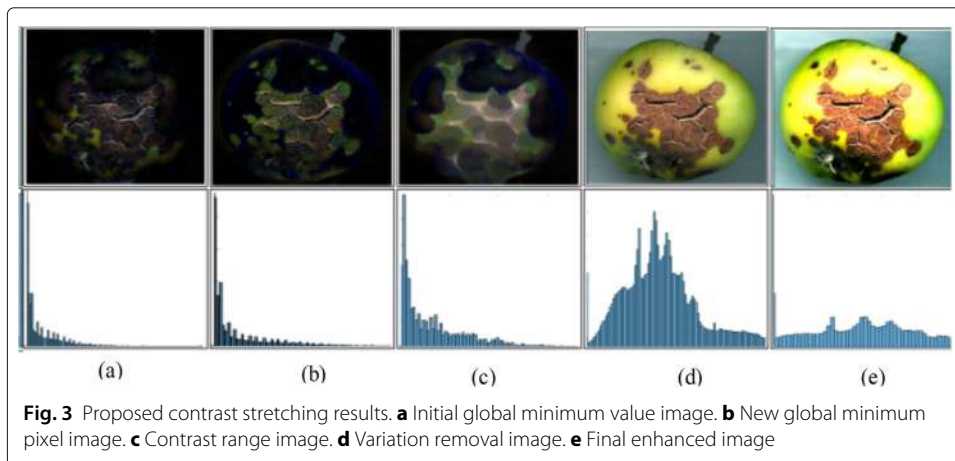 (a) (b) (c) (d) (e)
Fig. 3 Proposed contrast stretching results. a Initial global minimum value image. b New global minimum
pixel image. c Contrast range image. d Variation removal image. e Final enhanced image